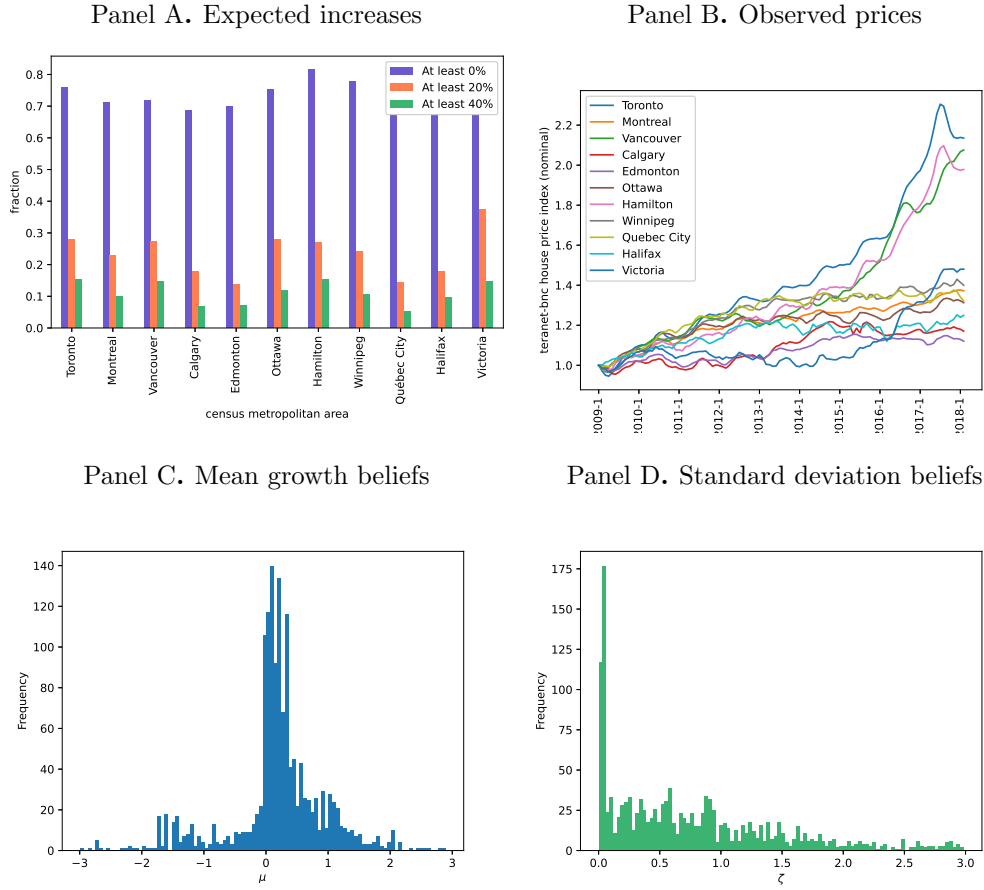 Panel A. Expected increases
0.8
0.7
0.6
0.5
0.4
0.3
0.2
0.1
0.0
fraction
At least 0%
At least 20%
At least 40%
Toronto
Montreal
Vancouver
Calgary
Edmonton
Ottawa
Hamilton
Winnipeg
Québec City
Halifax
Victoria
census metropolitan area
Panel B. Observed prices
2.2
2.0
1.8
1.6
1.4
1.2
1.0
teranet-bnc house price index (nominal)
Toronto
Montreal
Vancouver
Calgary
Edmonton
Ottawa
Hamilton
Winnipeg
Quebec City
Halifax
Victoria
2009-1
2010-1
2011-1
2012-1
2013-1
2014-1
2015-1
2016-1
2017-1
2018-1
Panel C. Mean growth beliefs
140
120
100
80
60
40
20
0
Frequency
−3
−2
−1
0
1
2
3
μ
Panel D. Standard deviation beliefs
175
150
125
100
75
50
25
0
Frequency
0.0
0.5
1.0
1.5
2.0
2.5
3.0
ζ